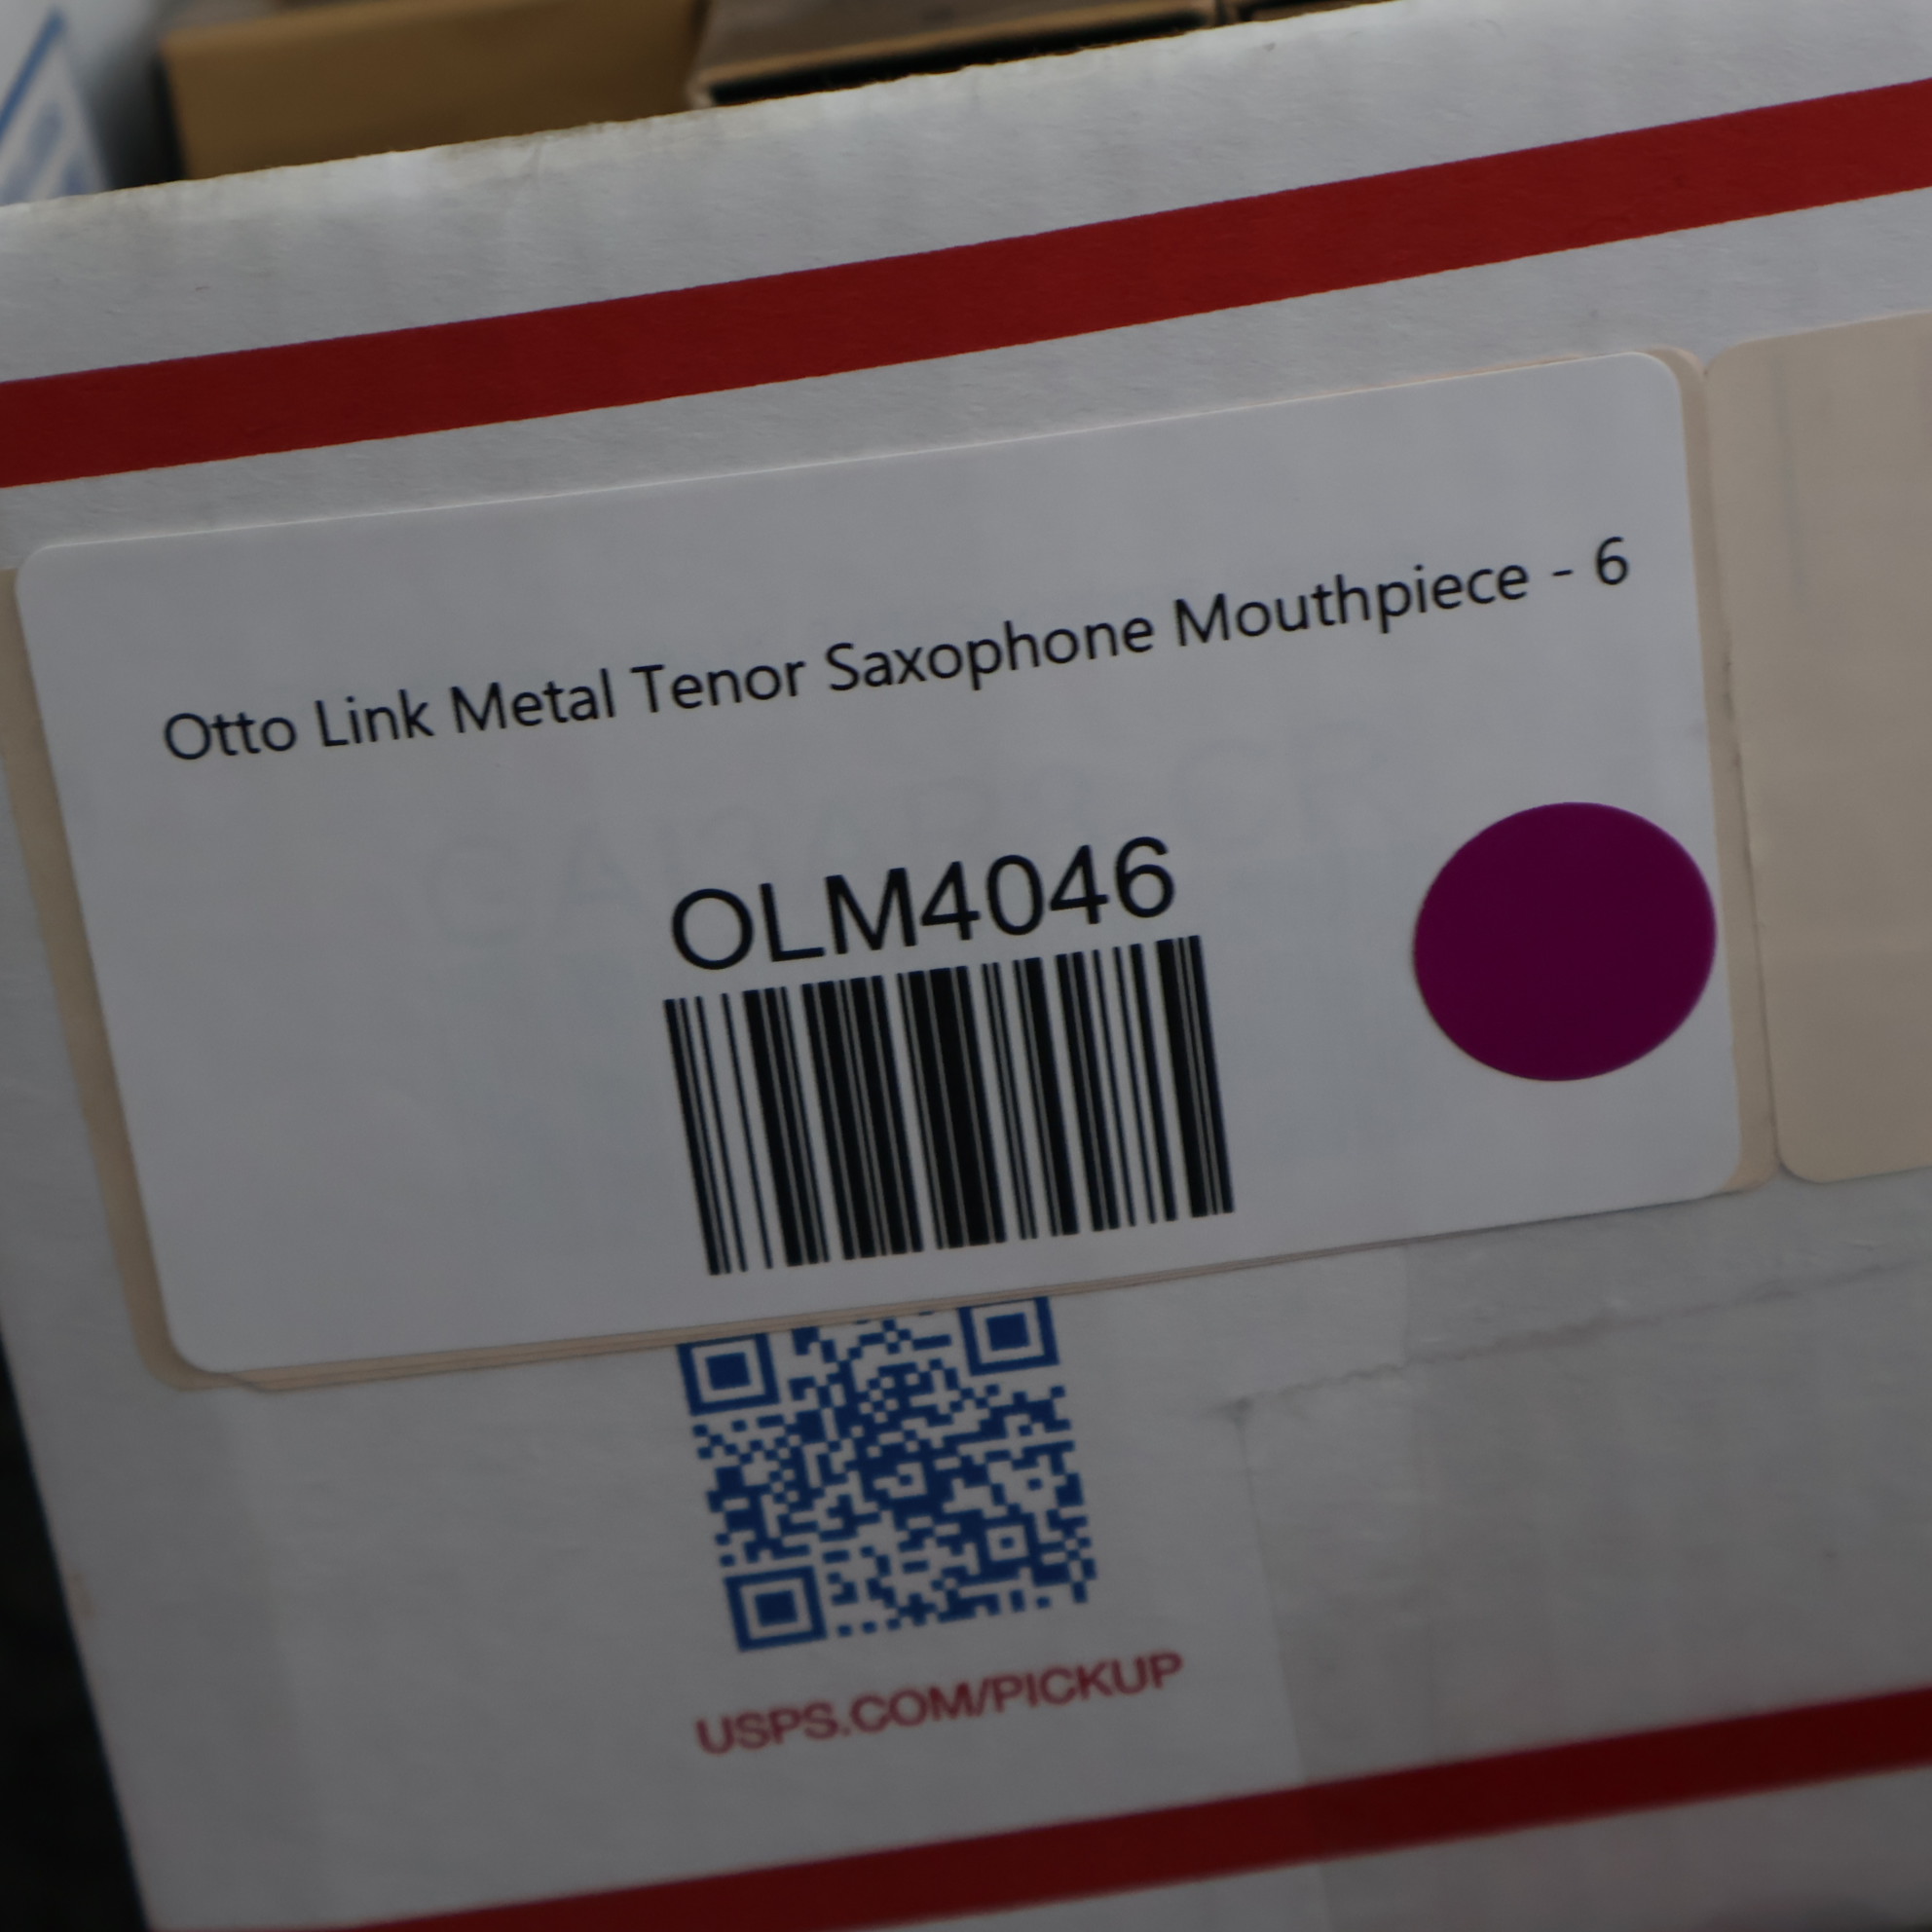 Otto Link Metal Tenor Saxophone Mouthpiece - 6
OLM4046
USPS.COM/PICKUP